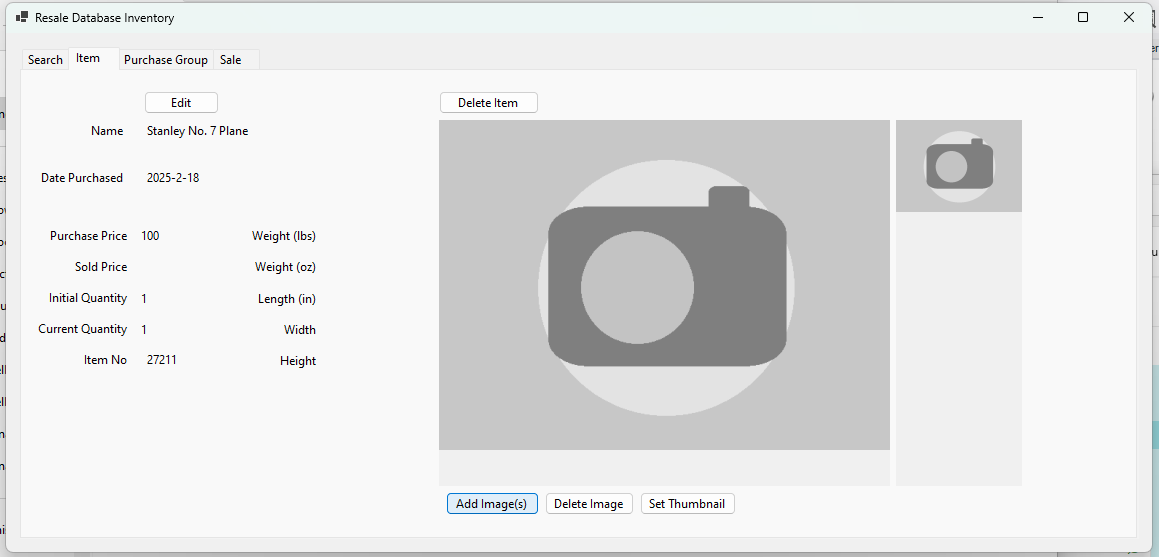 Resale Database Inventory
Search Item Purchase Group Sale
Edit Delete Item
Name Stanley No. 7 Plane
Date Purchased 2025-2-18
Purchase Price 100 Weight (lbs)
Sold Price Weight (oz)
Initial Quantity 1 Length (in)
Current Quantity 1 Width
Item No 27211 Height
Add Image(s) Delete Image Set Thumbnail